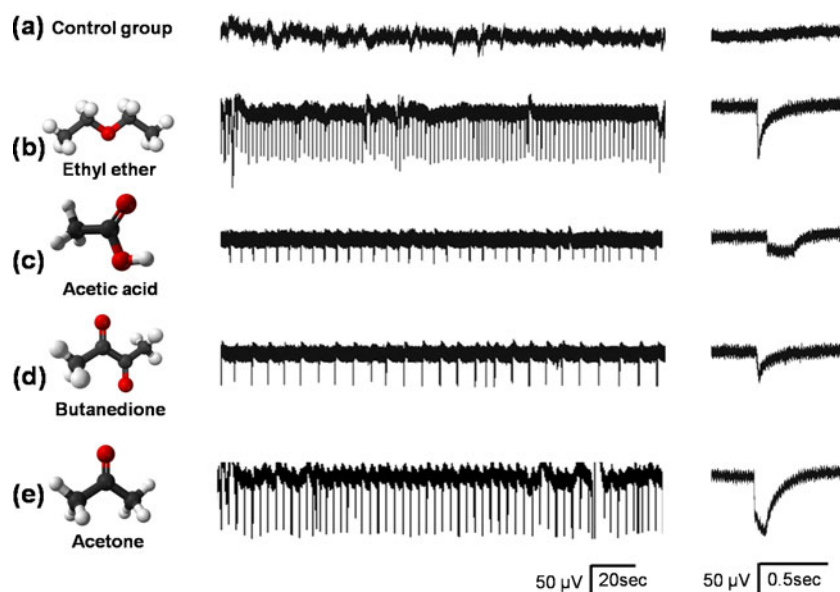 (a) Control group
(b)
Ethyl ether
(c)
Acetic acid
(d)
Butanedione
(e)
Acetone
50 µV 20sec 50 µV 0.5sec